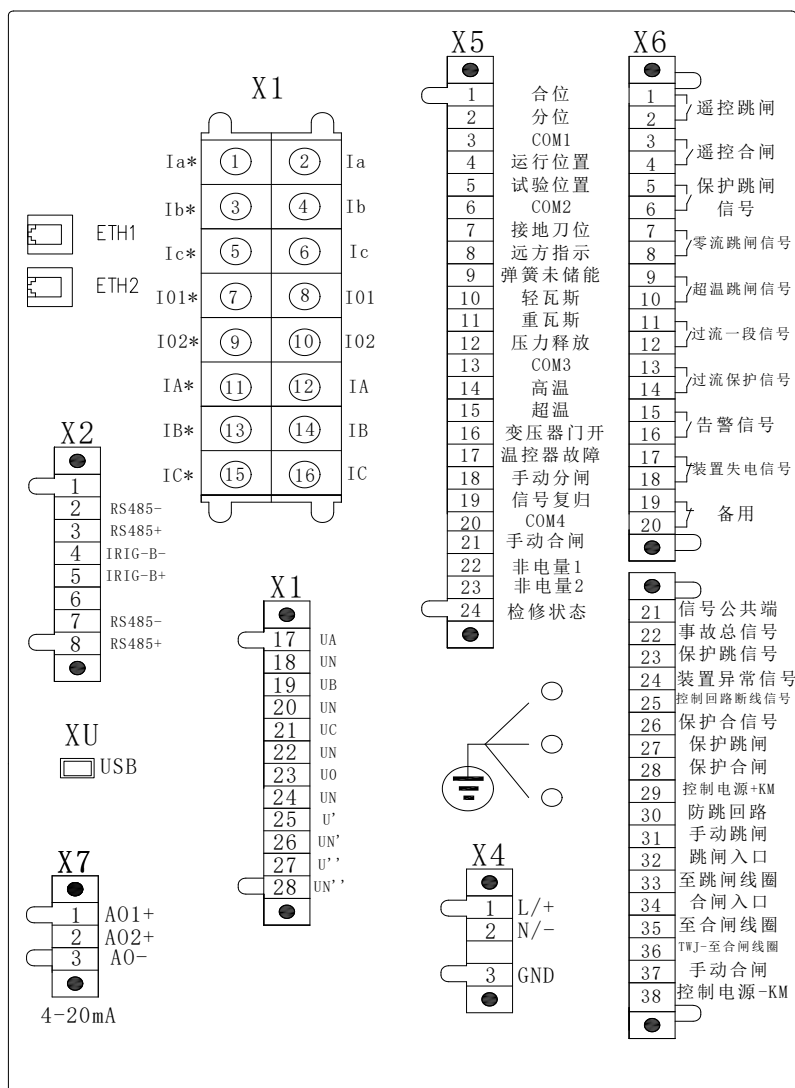 X1
Ia* 1 2 Ia
Ib* 3 4 Ib
Ic* 5 6 Ic
I01* 7 8 I01
I02* 9 10 I02
IA* 11 12 IA
IB* 13 14 IB
IC* 15 16 IC
ETH1
ETH2
X2
1
2 RS485-
3 RS485+
4 IRIG-B-
5 IRIG-B+
6
7 RS485-
8 RS485+
XU
USB
X7
1 AO1+
2 AO2+
3 AO-
4-20mA
X1
17 UA
18 UN
19 UB
20 UN
21 UC
22 UN
23 UO
24 UN
25 U'
26 UN'
27 U''
28 UN''
X5
1 合位
2 分位
3 COM1
4 运行位置
5 试验位置
6 COM2
7 接地刀位
8 远方指示
9 弹簧未储能
10 轻瓦斯
11 重瓦斯
12 压力释放
13 COM3
14 高温
15 超温
16 变压器门开
17 温控器故障
18 手动分闸
19 信号复归
20 COM4
21 手动合闸
22 非电量1
23 非电量2
24 检修状态
X4
1 L/+
2 N/-
3 GND
X6
1
2
遥控跳闸
3
4
遥控合闸
5
6
保护跳闸
信号
7
8
零流跳闸信号
9
10
超温跳闸信号
11
12
过流一段信号
13
14
过流保护信号
15
16
告警信号
17
18
装置失电信号
19
20
备用
21 信号公共端
22 事故总信号
23 保护跳信号
24 装置异常信号
25 控制回路断线信号
26 保护合信号
27 保护跳闸
28 保护合闸
29 控制电源+KM
30 防跳回路
31 手动跳闸
32 跳闸入口
33 至跳闸线圈
34 合闸入口
35 至合闸线圈
36 TWJ-至合闸线圈
37 手动合闸
38 控制电源-KM